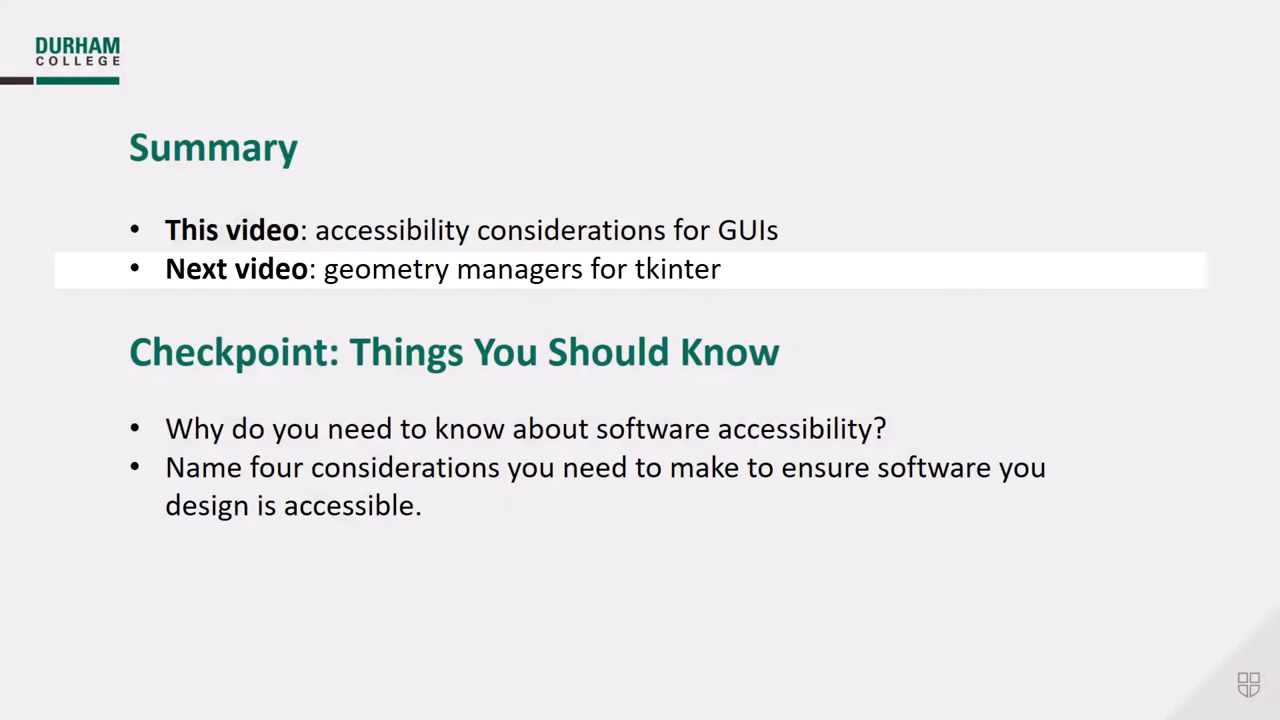 DURHAM
COLLEGE
Summary
• This video: accessibility considerations for GUIs
• Next video: geometry managers for tkinter
Checkpoint: Things You Should Know
• Why do you need to know about software accessibility?
• Name four considerations you need to make to ensure software you
design is accessible.